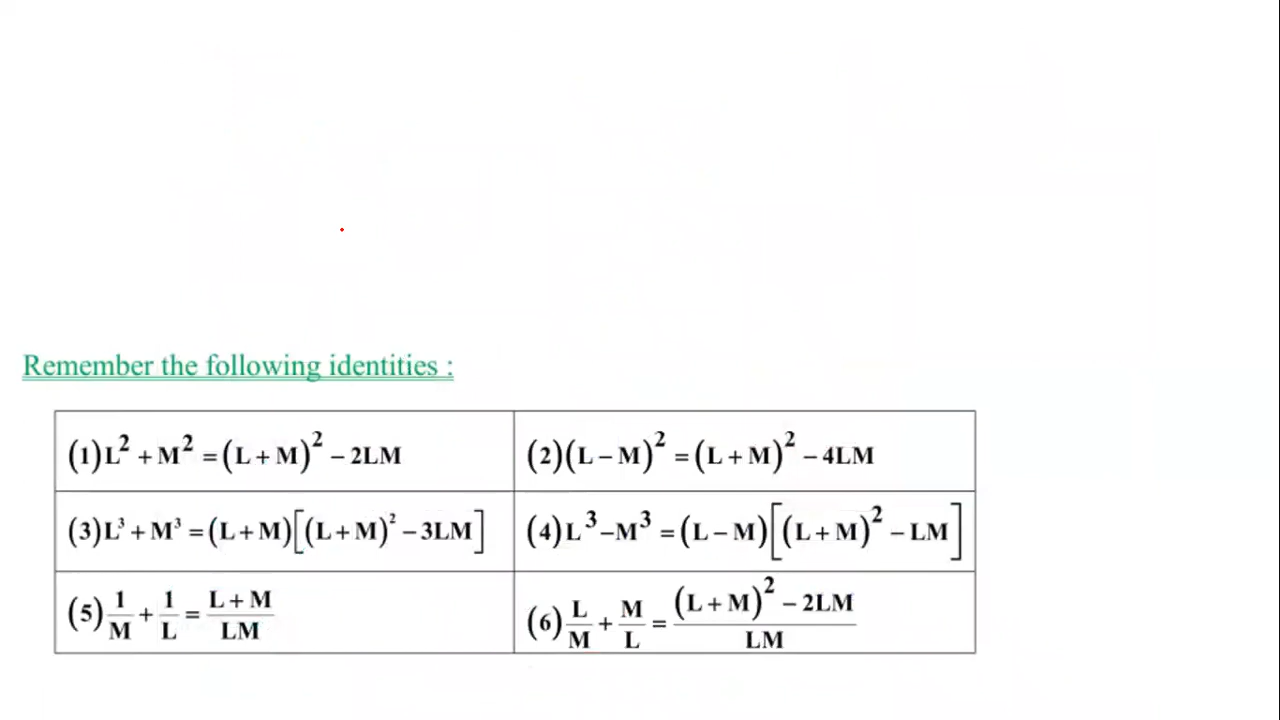 Remember the following identities :
(1) L² + M² = (L + M)² − 2LM
(2) (L − M)² = (L + M)² − 4LM
(3) L³ + M³ = (L + M)[(L + M)² − 3LM]
(4) L³ − M³ = (L − M)[(L + M)² − LM]
(5) 1/M + 1/L = (L + M)/LM
(6) L/M + M/L = ((L + M)² − 2LM)/LM